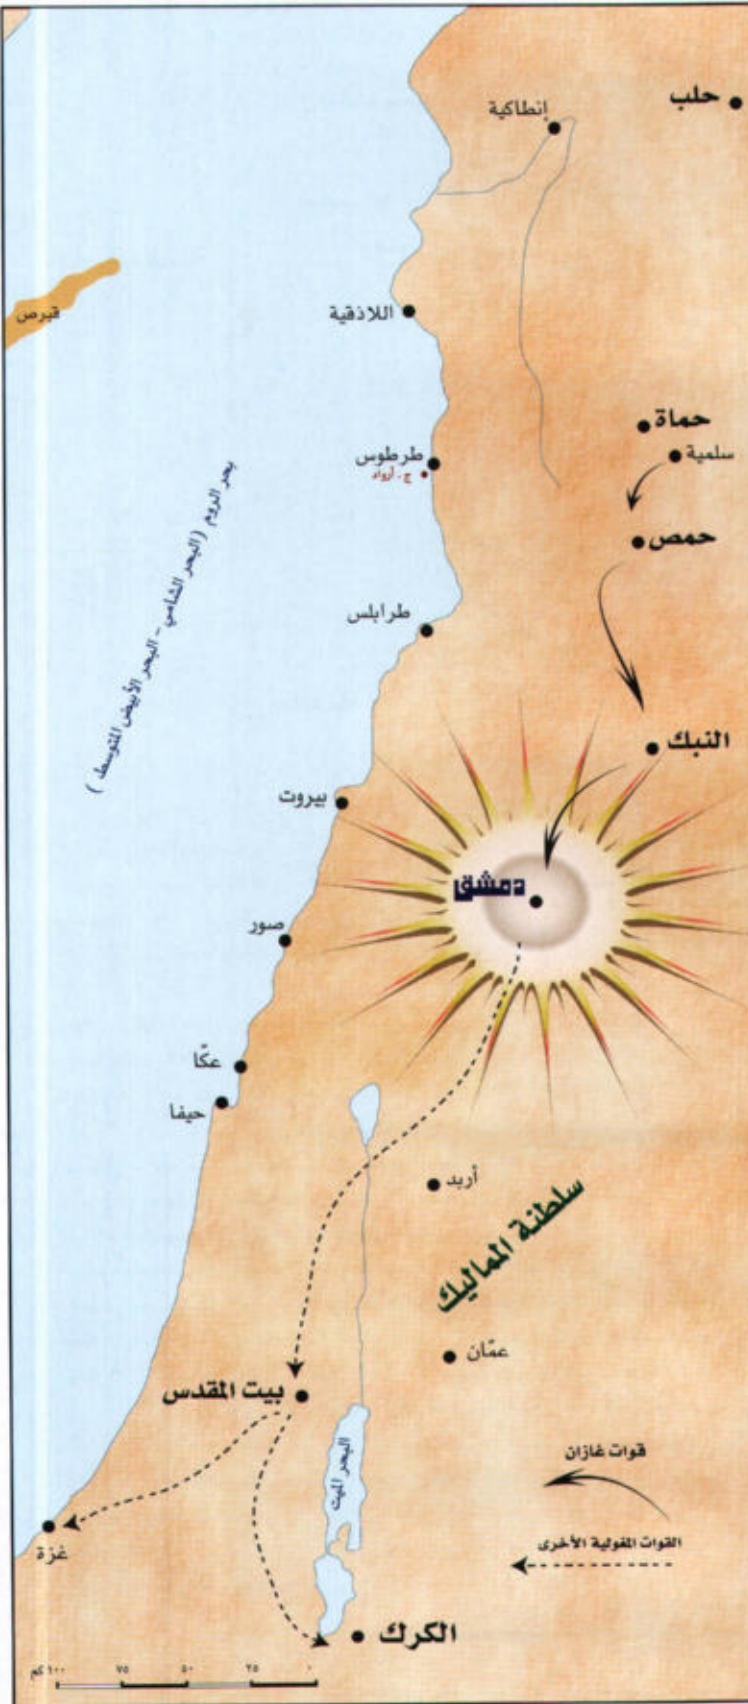 حلب
إنطاكية
اللاذقية
قبرص
حماة
سلمية
طرطوس
ج. أرواد
حمص
بحر الروم (البحر الشامي - البحر الأبيض المتوسط)
طرابلس
النبك
بيروت
دمشق
صور
عكّا
حيفا
أربد
سلطنة المماليك
عمّان
بيت المقدس
البحر الميت
قوات غازان
القوات المغولية الأخرى
غزة
الكرك
٠ ٢٥ ٥٠ ٧٥ ١٠٠ كم